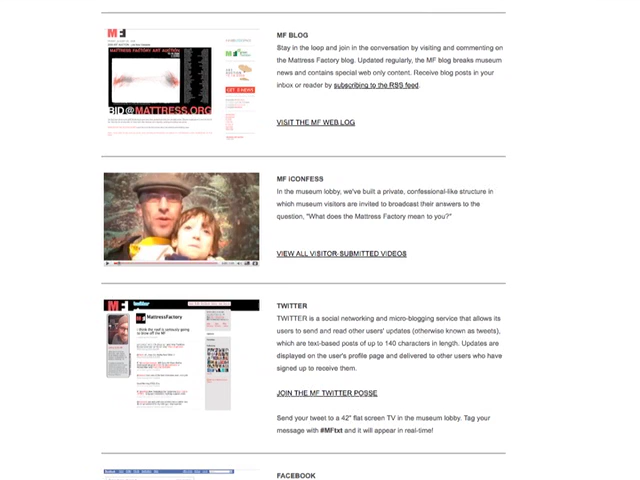 MF BLOG
Stay in the loop and join in the conversation by visiting and commenting on
the Mattress Factory blog. Updated regularly, the MF blog breaks museum
news and contains special web only content. Receive blog posts in your
inbox or reader by subscribing to the RSS feed.
VISIT THE MF WEB LOG
MATTRESS FACTORY ART AUCTION
BID@MATTRESS.ORG
MF iCONFESS
In the museum lobby, we've built a private, confessional-like structure in
which museum visitors are invited to broadcast their answers to the
question, "What does the Mattress Factory mean to you?"
VIEW ALL VISITOR-SUBMITTED VIDEOS
MF
twitter
MattressFactory
TWITTER
TWITTER is a social networking and micro-blogging service that allows its
users to send and read other users' updates (otherwise known as tweets),
which are text-based posts of up to 140 characters in length. Updates are
displayed on the user's profile page and delivered to other users who have
signed up to receive them.
JOIN THE MF TWITTER POSSE
Send your tweet to a 42" flat screen TV in the museum lobby. Tag your
message with #MFtxt and it will appear in real-time!
FACEBOOK